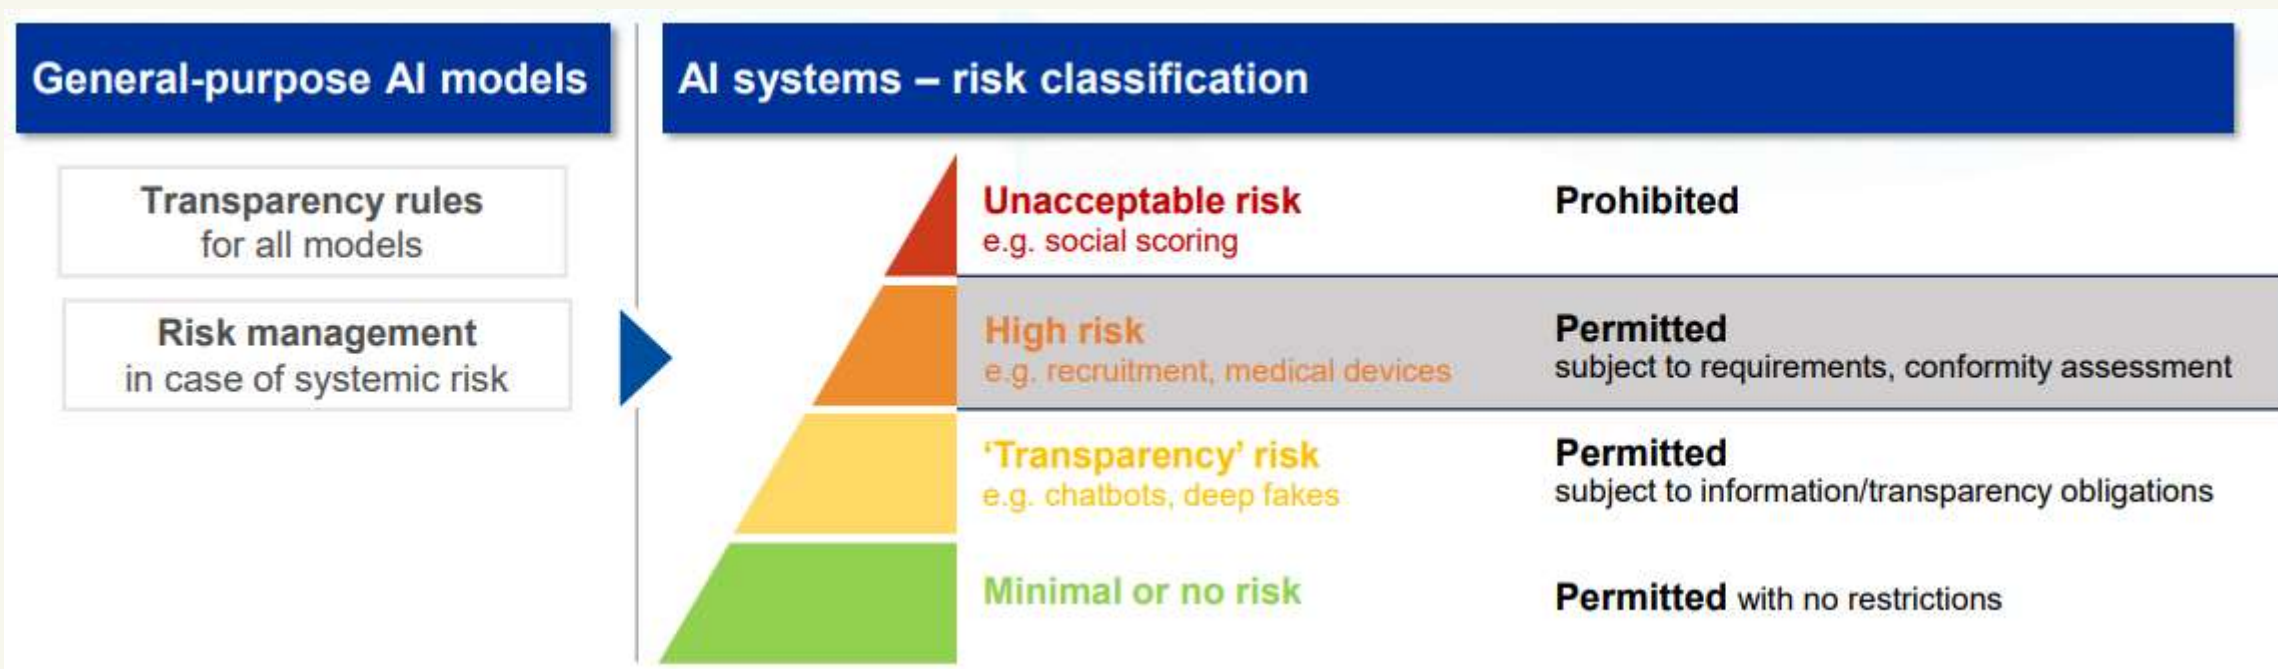 General-purpose AI models
Transparency rules
for all models
Risk management
in case of systemic risk
AI systems – risk classification
Unacceptable risk
e.g. social scoring
Prohibited
High risk
e.g. recruitment, medical devices
Permitted
subject to requirements, conformity assessment
‘Transparency’ risk
e.g. chatbots, deep fakes
Permitted
subject to information/transparency obligations
Minimal or no risk
Permitted with no restrictions